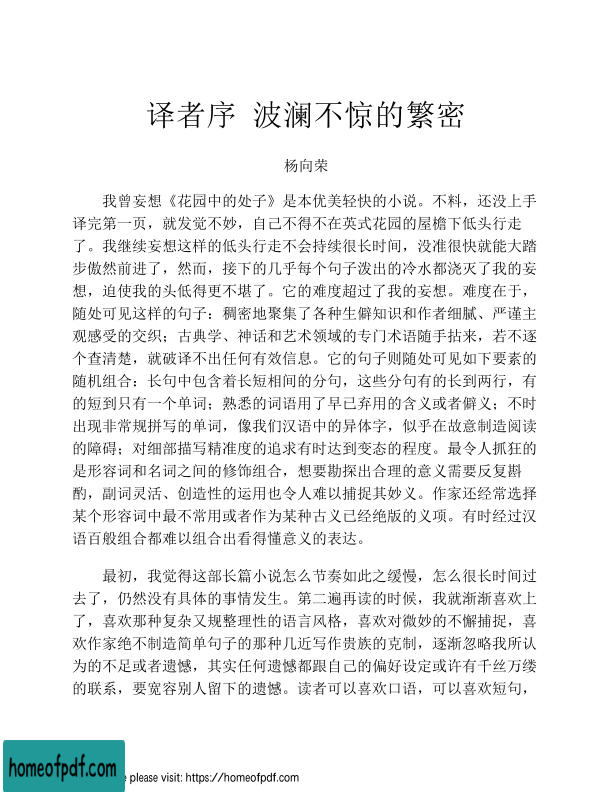 译者序 波澜不惊的繁密
杨向荣
我曾妄想《花园中的处子》是本优美轻快的小说。不料，还没上手
译完第一页，就发觉不妙，自己不得不在英式花园的屋檐下低头行走
了。我继续妄想这样的低头行走不会持续很长时间，没准很快就能大踏
步傲然前进了，然而，接下的几乎每个句子泼出的冷水都浇灭了我的妄
想，迫使我的头低得更不堪了。它的难度超过了我的妄想。难度在于，
随处可见这样的句子：稠密地聚集了各种生僻知识和作者细腻、严谨主
观感受的交织；古典学、神话和艺术领域的专门术语随手拈来，若不逐
个查清楚，就破译不出任何有效信息。它的句子则随处可见如下要素的
随机组合：长句中包含着长短相间的分句，这些分句有的长到两行，有
的短到只有一个单词；熟悉的词语用了早已弃用的含义或者僻义；不时
出现非常规拼写的单词，像我们汉语中的异体字，似乎在故意制造阅读
的障碍；对细部描写精准度的追求有时达到变态的程度。最令人抓狂的
是形容词和名词之间的修饰组合，想要勘探出合理的意义需要反复斟
酌，副词灵活、创造性的运用也令人难以捕捉其妙义。作家还经常选择
某个形容词中最不常用或者作为某种古义已经绝版的义项。有时经过汉
语百般组合都难以组合出看得懂意义的表达。
最初，我觉得这部长篇小说怎么节奏如此之缓慢，怎么很长时间过
去了，仍然没有具体的事情发生。第二遍再读的时候，我就渐渐喜欢上
了，喜欢那种复杂又规整理性的语言风格，喜欢对微妙的不懈捕捉，喜
欢作家绝不制造简单句子的那种几近写作贵族的克制，逐渐忽略我所认
为的不足或者遗憾，其实任何遗憾都跟自己的偏好设定或许有千丝万缕
的联系，要宽容别人留下的遗憾。读者可以喜欢口语，可以喜欢短句，
homeofpdf.com
e please visit: https://homeofpdf.com